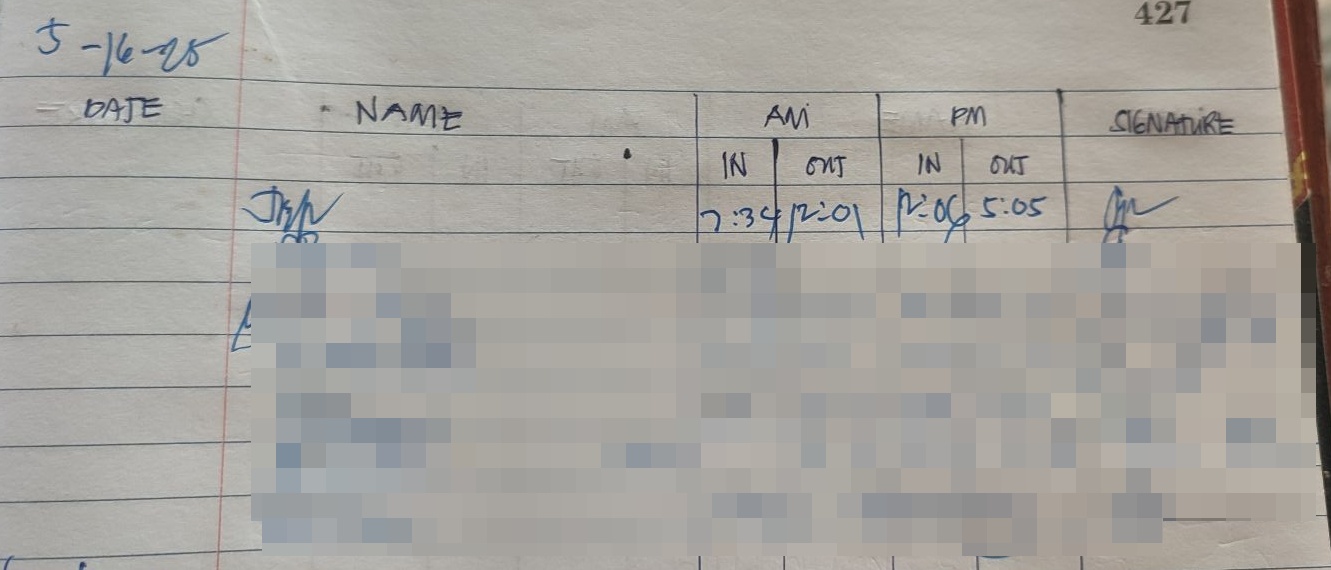 427
5-16-25
DATE NAME AM PM SIGNATURE
IN OUT IN OUT
7:34 12:01 12:06 5:05